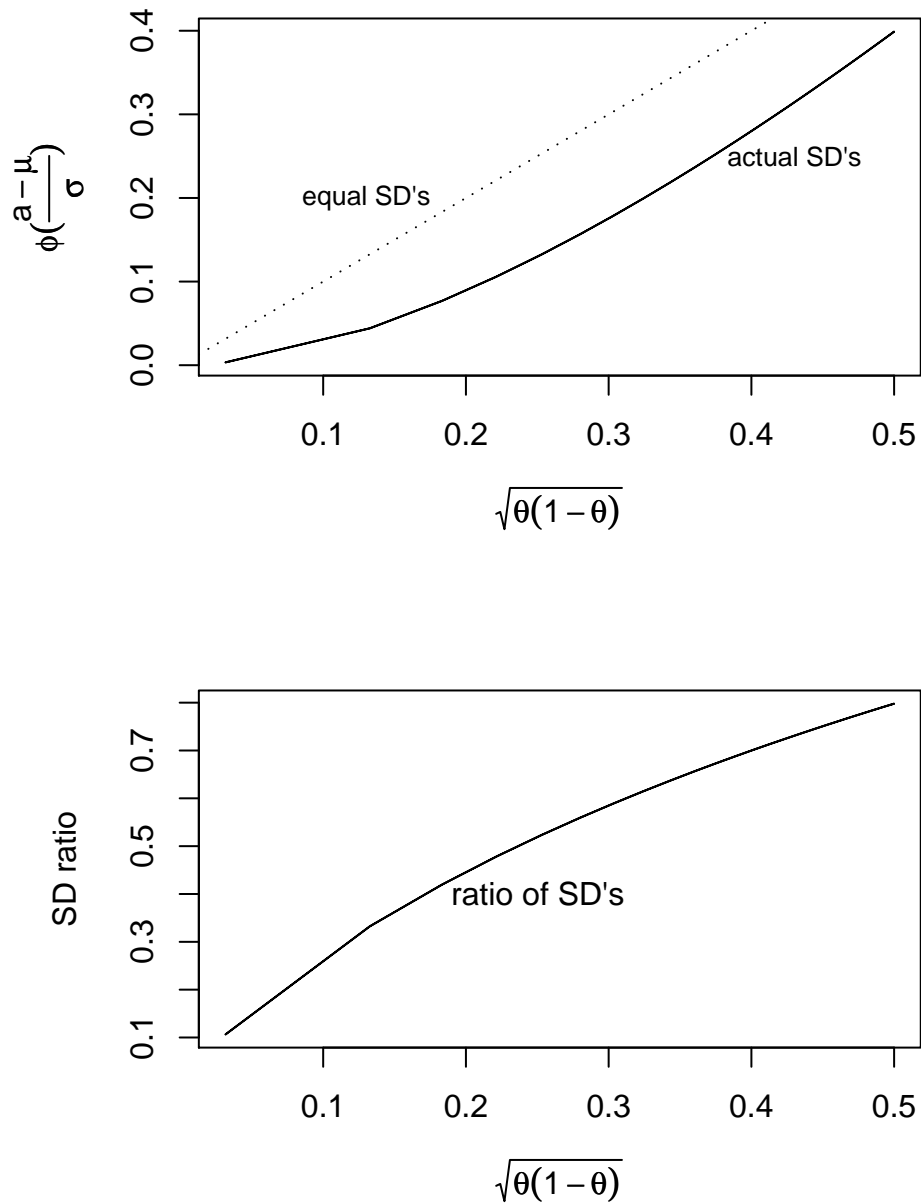 0.4
0.3
0.2
0.1
0.0
ϕ(a − μ / σ)
equal SD's
actual SD's
0.1 0.2 0.3 0.4 0.5
√θ(1 − θ)
0.7
0.5
0.3
0.1
SD ratio
ratio of SD's
0.1 0.2 0.3 0.4 0.5
√θ(1 − θ)